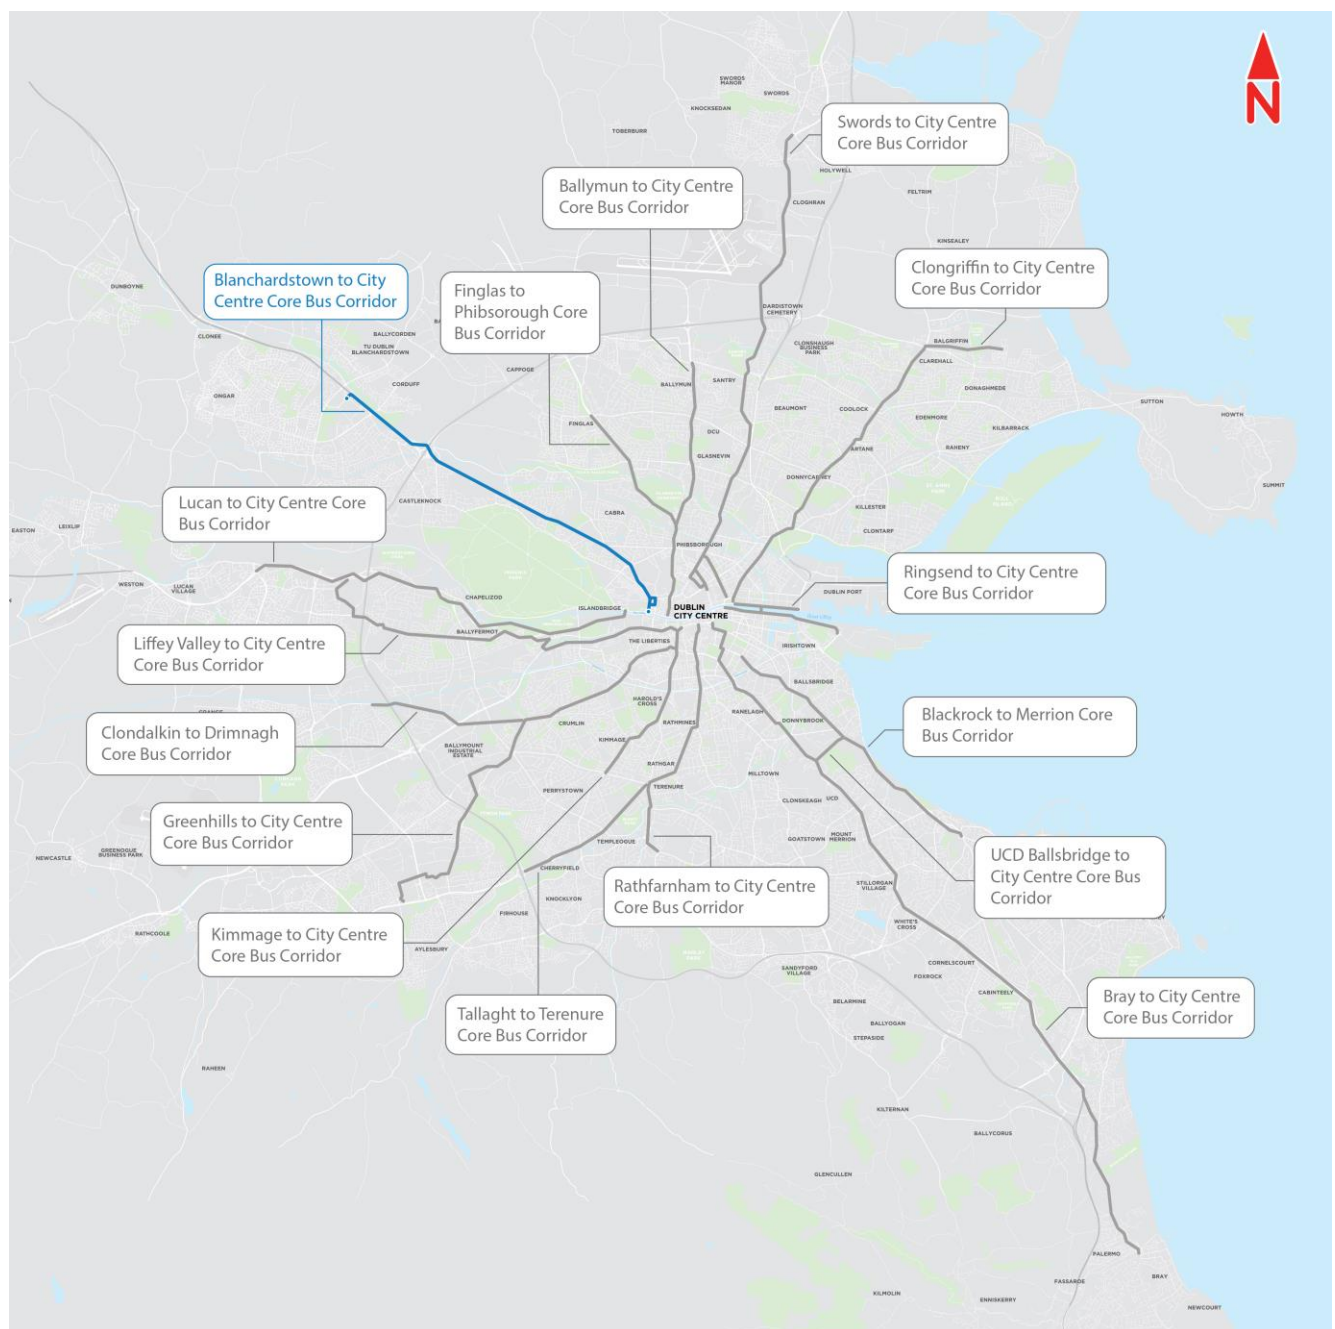 N
SWORDS
MANOR
SWORDS
KNOCKSEDAN
TOBERBURR
Swords to City Centre
Core Bus Corridor
HOLYWELL
FELTRIM
CLOGHRAN
Ballymun to City Centre
Core Bus Corridor
KINSEALY
Clongriffin to City Centre
Core Bus Corridor
Blanchardstown to City
Centre Core Bus Corridor
Finglas to
Phibsorough Core
Bus Corridor
DUNBOYNE
DARDISTOWN
CEMETERY
CLONEE
BALLYCORDEN
TU DUBLIN
BLANCHARDSTOWN
CLONSHAUGH
BUSINESS
PARK
BALGRIFFIN
CLAREHALL
CORDUFF
CAPPOGE
BALLYMUN
SANTRY
DONAGHMEDE
ONGAR
BEAUMONT
COOLOCK
EDENMORE
KILBARRACK
SUTTON
HOWTH
FINGLAS
DCU
GLASNEVIN
ARTANE
RAHENY
DONNYCARNEY
SUMMIT
CASTLEKNOCK
CABRA
KILLESTER
CLONTARF
Lucan to City Centre Core
Bus Corridor
EASTON
LEIXLIP
PHIBSBOROUGH
WESTON
LUCAN
VILLAGE
CHAPELIZOD
ISLANDBRIDGE
DUBLIN
CITY CENTRE
DUBLIN PORT
Ringsend to City Centre
Core Bus Corridor
BALLYFERMOT
THE LIBERTIES
IRISHTOWN
Liffey Valley to City Centre
Core Bus Corridor
BALLSBRIDGE
HAROLD'S
CROSS
RANELAGH
DONNYBROOK
Blackrock to Merrion Core
Bus Corridor
Clondalkin to Drimnagh
Core Bus Corridor
CRUMLIN
RATHMINES
BALLYMOUNT
INDUSTRIAL
ESTATE
KIMMAGE
RATHGAR
MILLTOWN
PERRYSTOWN
TERENURE
CLONSKEAGH
UCD
Greenhills to City Centre
Core Bus Corridor
TEMPLEOGUE
GOATSTOWN
MOUNT
MERRION
NEWCASTLE
GREENOGUE
BUSINESS PARK
UCD Ballsbridge to
City Centre Core Bus
Corridor
CHERRYFIELD
Rathfarnham to City Centre
Core Bus Corridor
STILLORGAN
VILLAGE
KNOCKLYON
FIRHOUSE
WHITE'S
CROSS
RATHCOOLE
Kimmage to City Centre
Core Bus Corridor
AYLESBURY
SANDYFORD
VILLAGE
CORNELSCOURT
FOXROCK
CABINTEELY
Bray to City Centre
Core Bus Corridor
BELARMINE
Tallaght to Terenure
Core Bus Corridor
BALLYOGAN
STEPASIDE
RAHEEN
KILTERNAN
BALLYCORUS
GLENCULLEN
PALERMO
FASSAROE
BRAY
KILMOLIN
ENNISKERRY
NEWCOURT